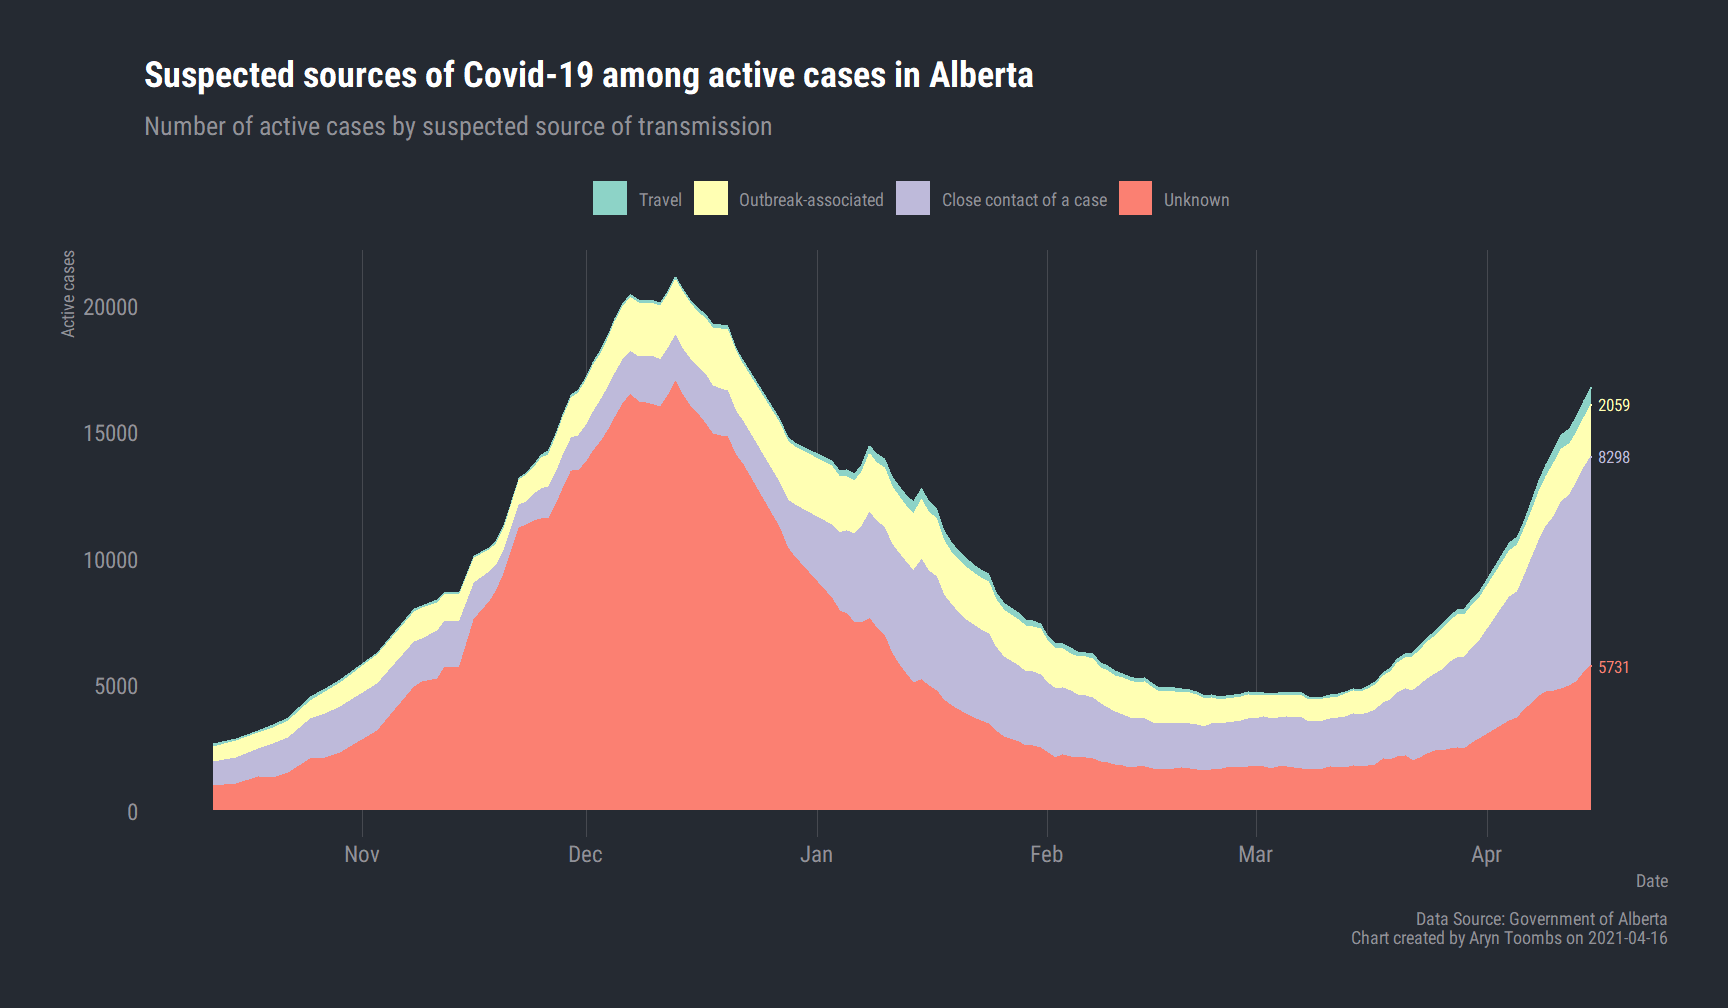 Suspected sources of Covid-19 among active cases in Alberta
Number of active cases by suspected source of transmission
Travel
Outbreak-associated
Close contact of a case
Unknown
Active cases
20000
15000
10000
5000
0
2059
8298
5731
Nov
Dec
Jan
Feb
Mar
Apr
Date
Data Source: Government of Alberta
Chart created by Aryn Toombs on 2021-04-16